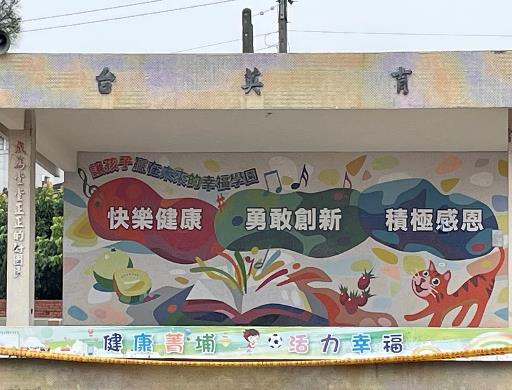 台英育
讓孩子贏在未來的幸福學園
快樂健康
勇敢創新
積極感恩
健康菁埔 活力幸福